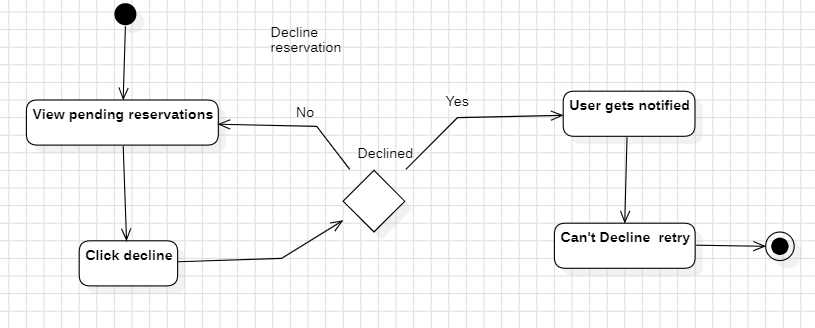 Decline
reservation
View pending reservations
No
Yes
User gets notified
Declined
Click decline
Can't Decline  retry